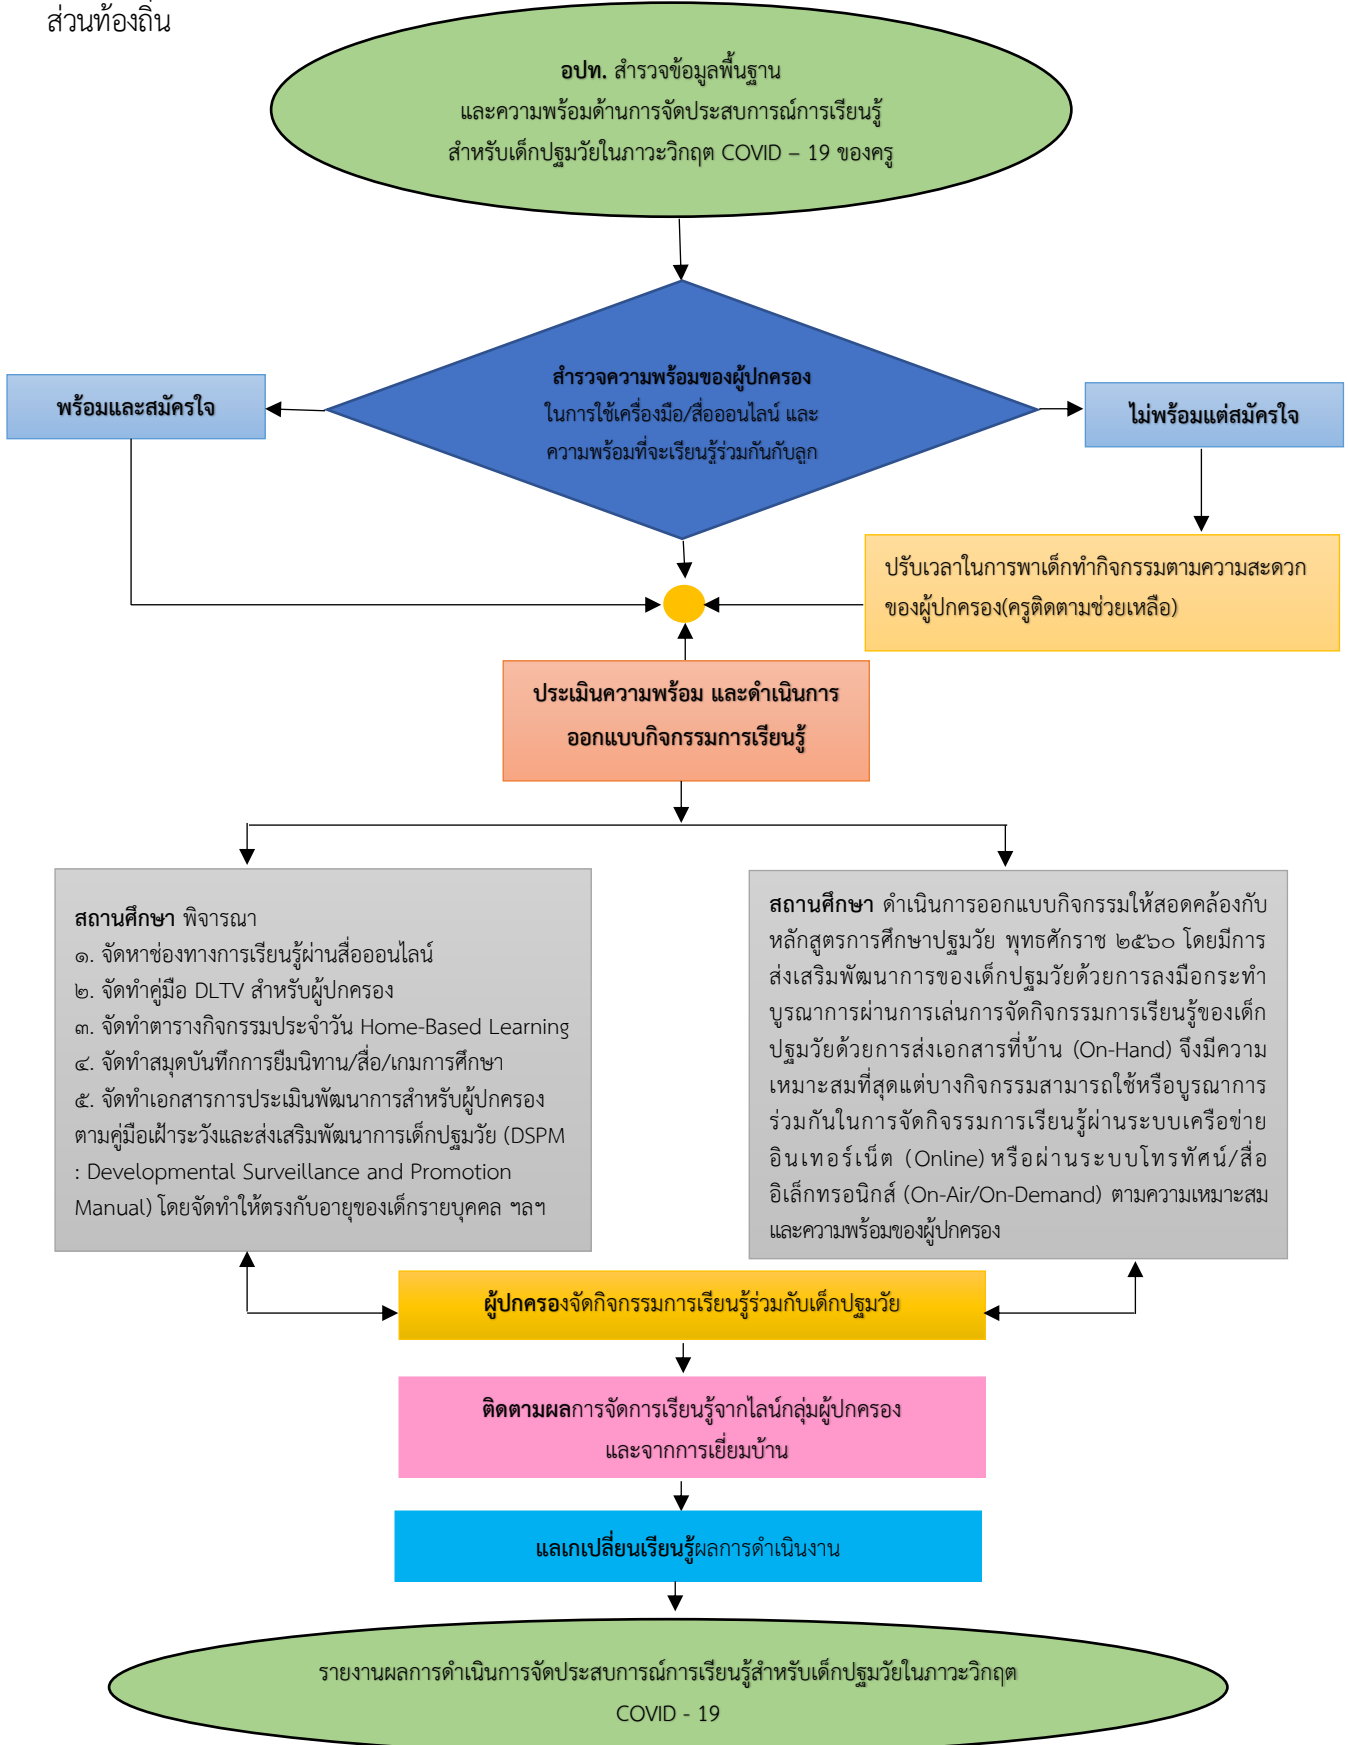 ส่วนท้องถิ่น
อปท. สำรวจข้อมูลพื้นฐาน
และความพร้อมด้านการจัดประสบการณ์การเรียนรู้
สำหรับเด็กปฐมวัยในภาวะวิกฤต COVID – 19 ของครู
สำรวจความพร้อมของผู้ปกครอง
ในการใช้เครื่องมือ/สื่อออนไลน์ และ
ความพร้อมที่จะเรียนรู้ร่วมกันกับลูก
พร้อมและสมัครใจ
ไม่พร้อมแต่สมัครใจ
ปรับเวลาในการพาเด็กทำกิจกรรมตามความสะดวก
ของผู้ปกครอง(ครูติดตามช่วยเหลือ)
ประเมินความพร้อม และดำเนินการ
ออกแบบกิจกรรมการเรียนรู้
สถานศึกษา พิจารณา
๑. จัดหาช่องทางการเรียนรู้ผ่านสื่อออนไลน์
๒. จัดทำคู่มือ DLTV สำหรับผู้ปกครอง
๓. จัดทำตารางกิจกรรมประจำวัน Home-Based Learning
๔. จัดทำสมุดบันทึกการยืมนิทาน/สื่อ/เกมการศึกษา
๕. จัดทำเอกสารการประเมินพัฒนาการสำหรับผู้ปกครอง
ตามคู่มือเฝ้าระวังและส่งเสริมพัฒนาการเด็กปฐมวัย (DSPM
: Developmental Surveillance and Promotion
Manual) โดยจัดทำให้ตรงกับอายุของเด็กรายบุคคล ฯลฯ
สถานศึกษา ดำเนินการออกแบบกิจกรรมให้สอดคล้องกับ
หลักสูตรการศึกษาปฐมวัย พุทธศักราช ๒๕๖๐ โดยมีการ
ส่งเสริมพัฒนาการของเด็กปฐมวัยด้วยการลงมือกระทำ
บูรณาการผ่านการเล่นการจัดกิจกรรมการเรียนรู้ของเด็ก
ปฐมวัยด้วยการส่งเอกสารที่บ้าน (On-Hand) จึงมีความ
เหมาะสมที่สุดแต่บางกิจกรรมสามารถใช้หรือบูรณาการ
ร่วมกันในการจัดกิจรรมการเรียนรู้ผ่านระบบเครือข่าย
อินเทอร์เน็ต (Online) หรือผ่านระบบโทรทัศน์/สื่อ
อิเล็กทรอนิกส์ (On-Air/On-Demand) ตามความเหมาะสม
และความพร้อมของผู้ปกครอง
ผู้ปกครองจัดกิจกรรมการเรียนรู้ร่วมกับเด็กปฐมวัย
ติดตามผลการจัดการเรียนรู้จากไลน์กลุ่มผู้ปกครอง
และจากการเยี่ยมบ้าน
แลเกเปลี่ยนเรียนรู้ผลการดำเนินงาน
รายงานผลการดำเนินการจัดประสบการณ์การเรียนรู้สำหรับเด็กปฐมวัยในภาวะวิกฤต
COVID - 19